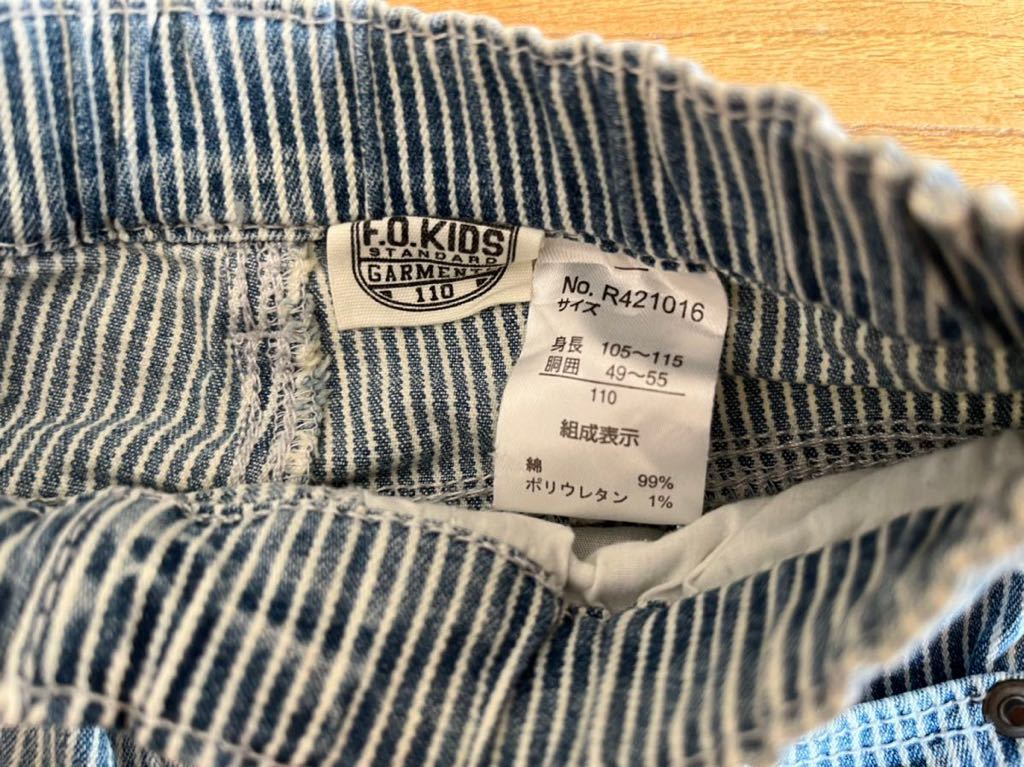 F.O.KIDS
STANDARD
GARMENT
110
No. R421016
サイズ
身長 105〜115
胴囲 49〜55
110
組成表示
綿 99%
ポリウレタン 1%